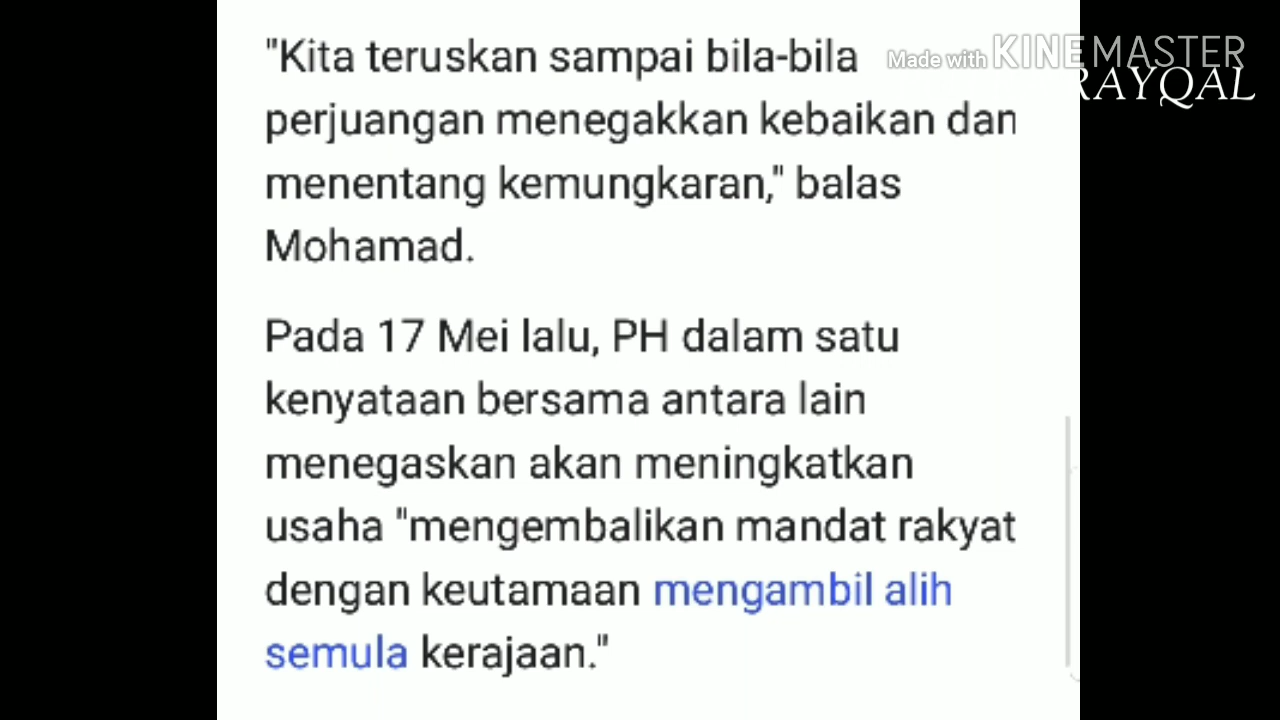 "Kita teruskan sampai bila-bila
perjuangan menegakkan kebaikan dan
menentang kemungkaran," balas
Mohamad.
Pada 17 Mei lalu, PH dalam satu
kenyataan bersama antara lain
menegaskan akan meningkatkan
usaha "mengembalikan mandat rakyat
dengan keutamaan mengambil alih
semula kerajaan."
Made with KINEMASTER
RAYQAL